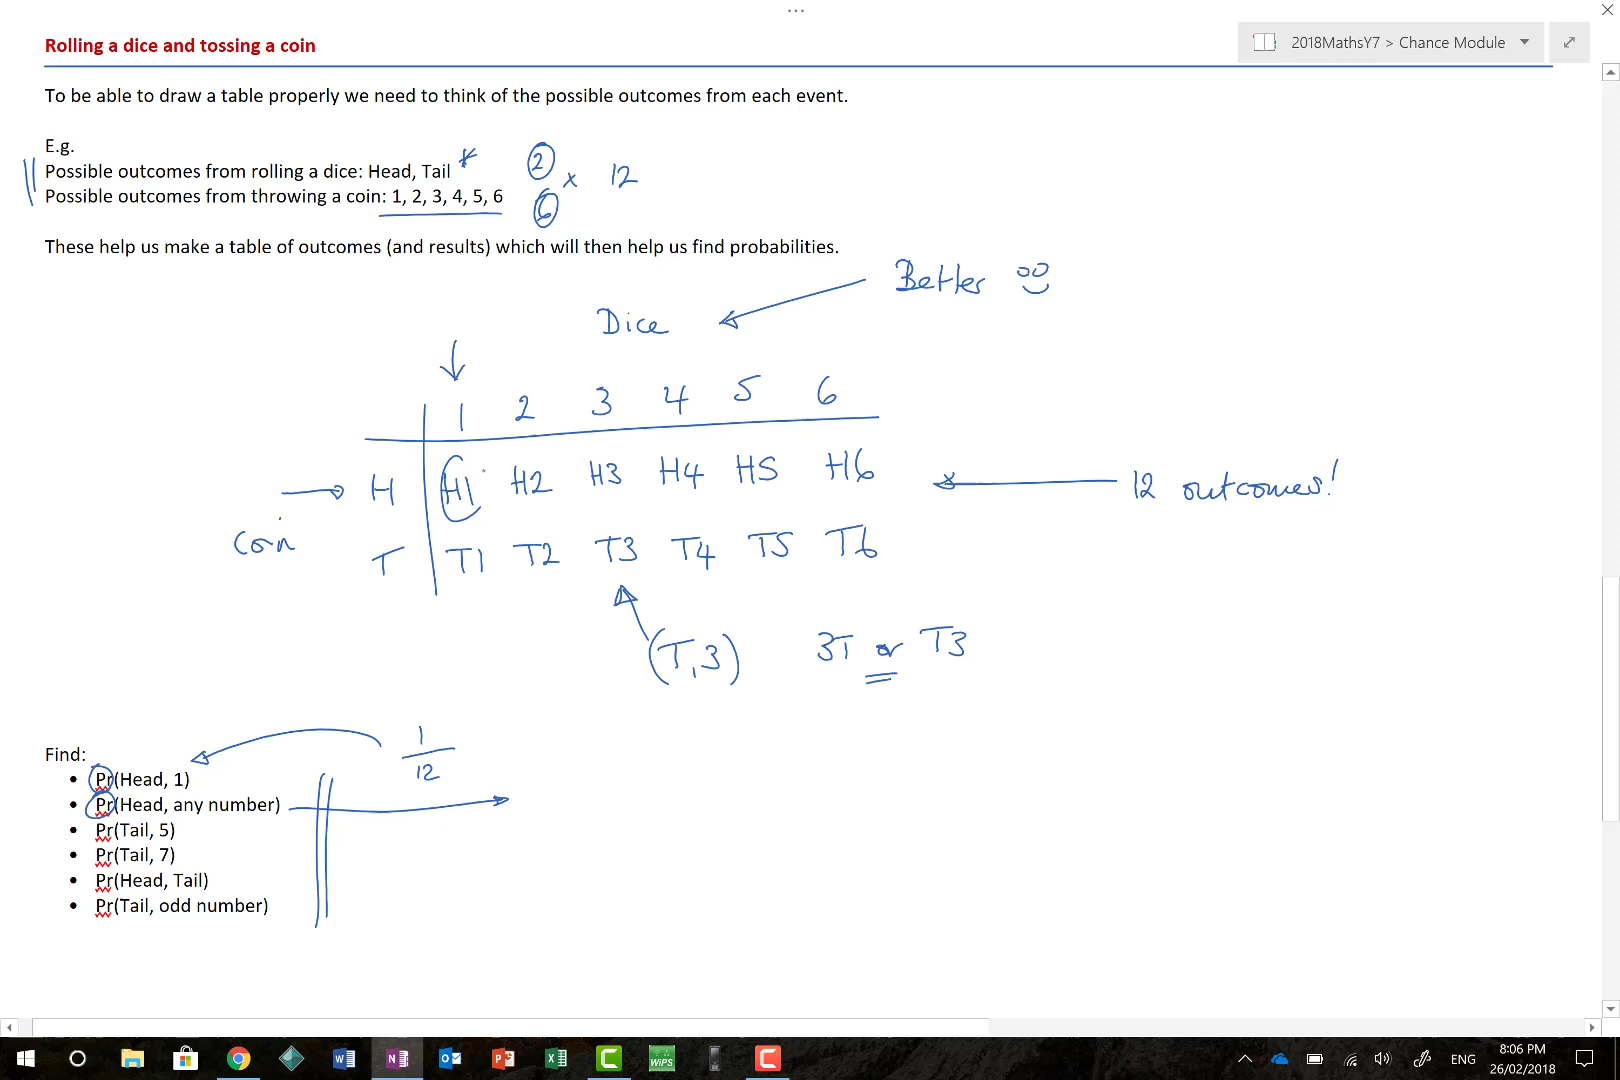 Rolling a dice and tossing a coin
2018MathsY7 > Chance Module
To be able to draw a table properly we need to think of the possible outcomes from each event.
E.g.
Possible outcomes from rolling a dice: Head, Tail * 2
x 12
Possible outcomes from throwing a coin: 1, 2, 3, 4, 5, 6 6
These help us make a table of outcomes (and results) which will then help us find probabilities.
Better
Dice
1 2 3 4 5 6
H H1 H2 H3 H4 H5 H6
12 outcomes!
Coin
T T1 T2 T3 T4 T5 T6
(T,3) 3T or T3
Find:
1
12
• Pr(Head, 1)
• Pr(Head, any number)
• Pr(Tail, 5)
• Pr(Tail, 7)
• Pr(Head, Tail)
• Pr(Tail, odd number)
WiPS
ENG
8:06 PM
26/02/2018